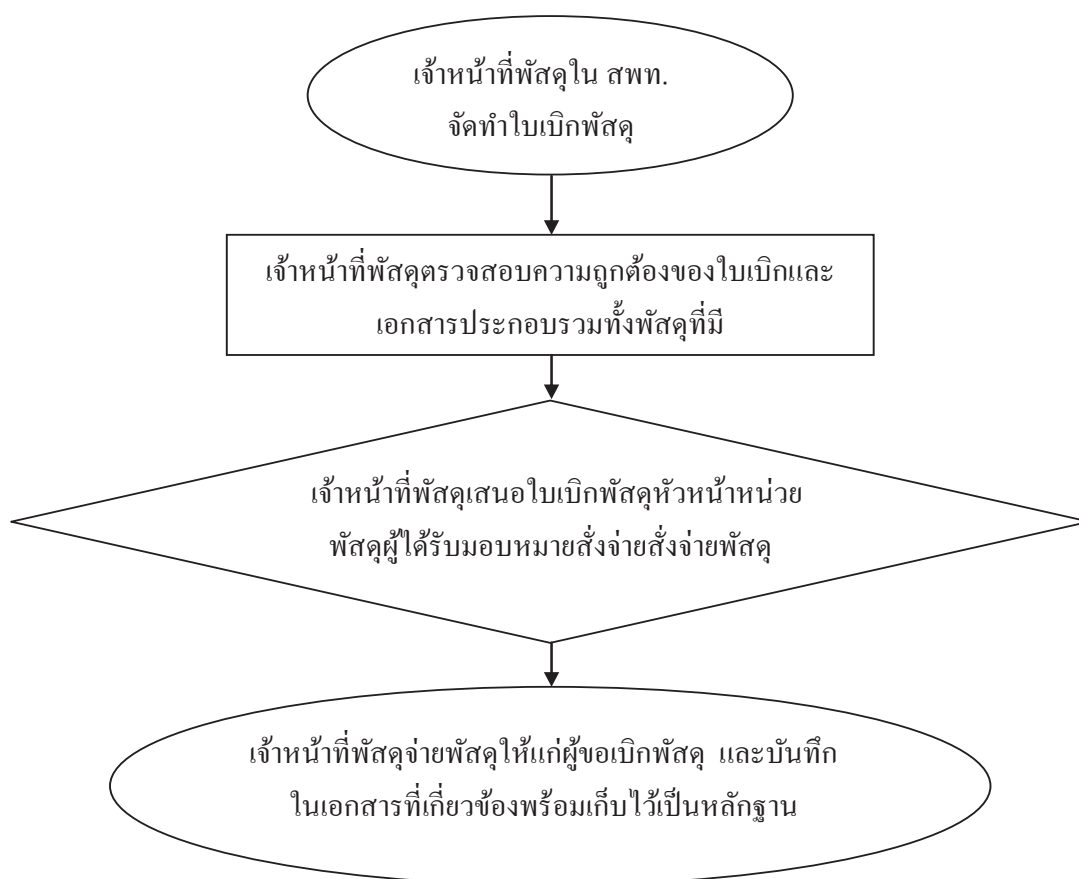 เจ้าหน้าที่พัสดุใน สพท.
จัดทำใบเบิกพัสดุ
เจ้าหน้าที่พัสดุตรวจสอบความถูกต้องของใบเบิกและ
เอกสารประกอบรวมทั้งพัสดุที่มี
เจ้าหน้าที่พัสดุเสนอใบเบิกพัสดุหัวหน้าหน่วย
พัสดุผู้ได้รับมอบหมายสั่งจ่ายสั่งจ่ายพัสดุ
เจ้าหน้าที่พัสดุจ่ายพัสดุให้แก่ผู้ขอเบิกพัสดุ และบันทึก
ในเอกสารที่เกี่ยวข้องพร้อมเก็บไว้เป็นหลักฐาน